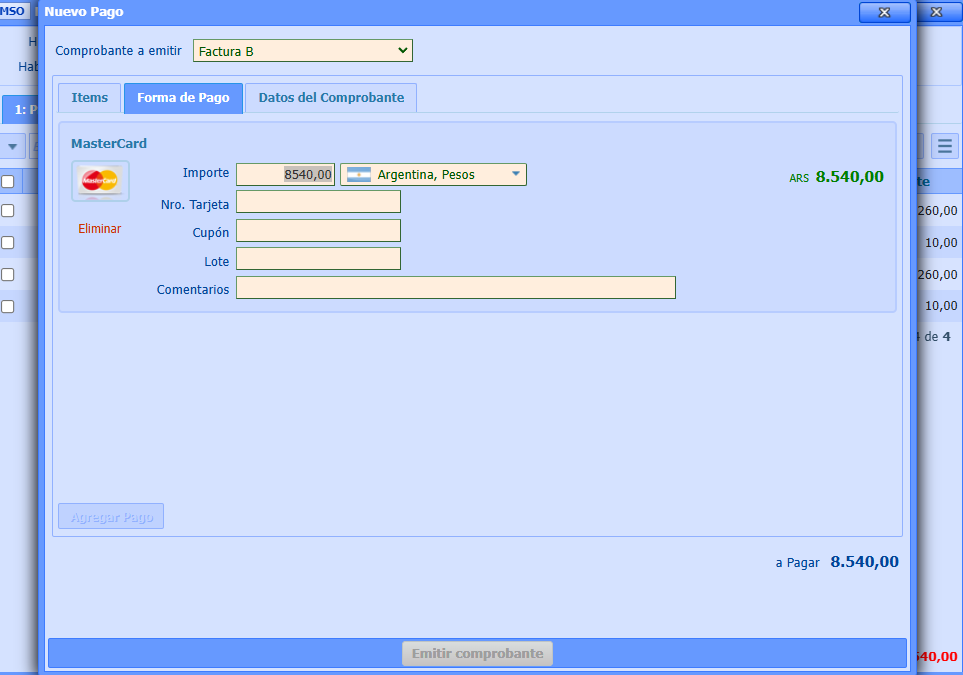 MSO
Nuevo Pago
Comprobante a emitir Factura B
Items Forma de Pago Datos del Comprobante
1: P
MasterCard
MasterCard
Importe 8540,00 Argentina, Pesos ARS 8.540,00
Nro. Tarjeta
Eliminar
Cupón
Lote
Comentarios
te
260,00
10,00
260,00
10,00
de 4
Agregar Pago
a Pagar 8.540,00
Emitir comprobante
540,00